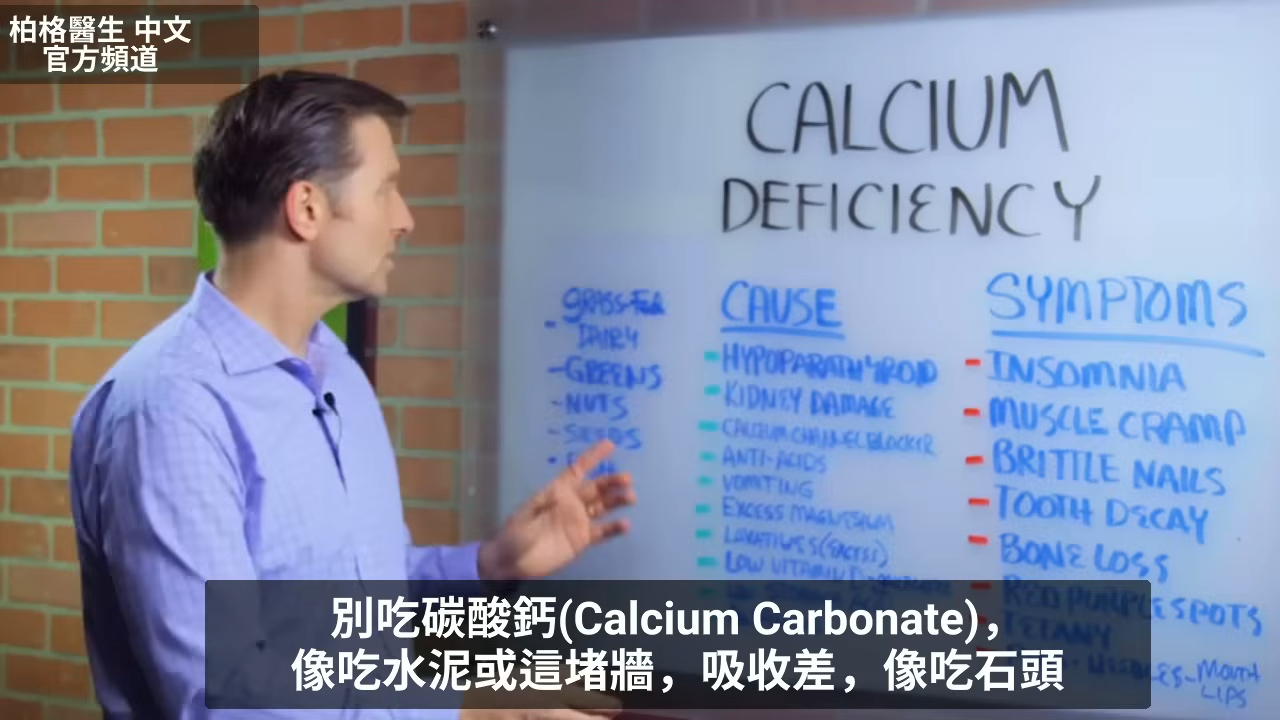 柏格醫生 中文
官方頻道
CALCIUM
DEFICIENCY
GRASS-FED
DAIRY
-GREENS
-NUTS
-SEEDS
CAUSE
-HYPOPARATHYROID
-KIDNEY DAMAGE
-CALCIUM CHANNEL BLOCKER
-ANTI-ACIDS
-VOMITING
-EXCESS MAGNESIUM
-LOW VITAMIN D
SYMPTOMS
-INSOMNIA
-MUSCLE CRAMP
-BRITTLE NAILS
-TOOTH DECAY
-BONE LOSS
-RED PURPLE SPOTS
-TETANY
-MOUTH
LIPS
別吃碳酸鈣(Calcium Carbonate)，
像吃水泥或這堵牆，吸收差，像吃石頭